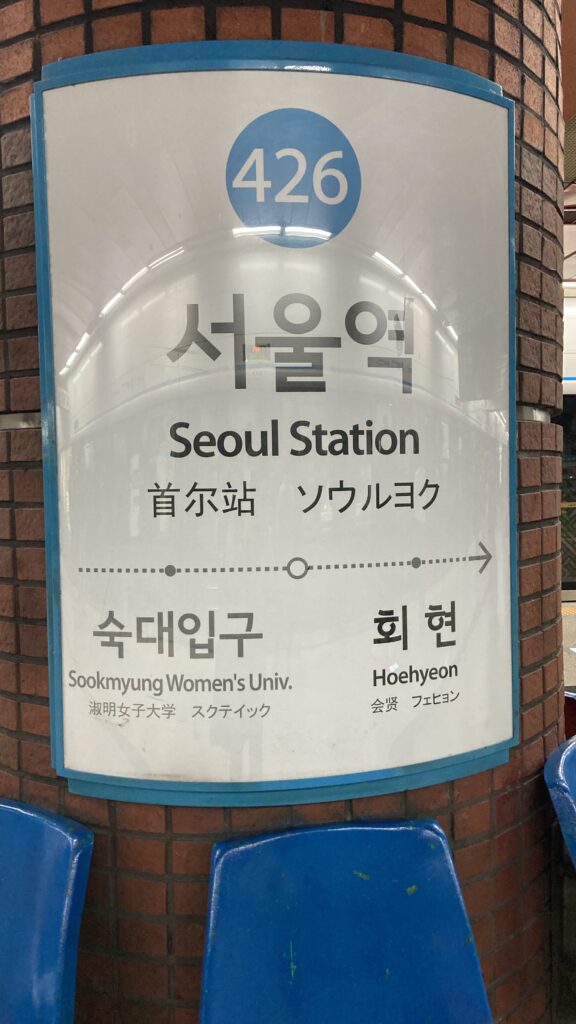 426
서울역
Seoul Station
首尔站 ソウルヨク
숙대입구 회현
Sookmyung Women's Univ. Hoehyeon
淑明女子大学 スクテイック 会贤 フェヒョン